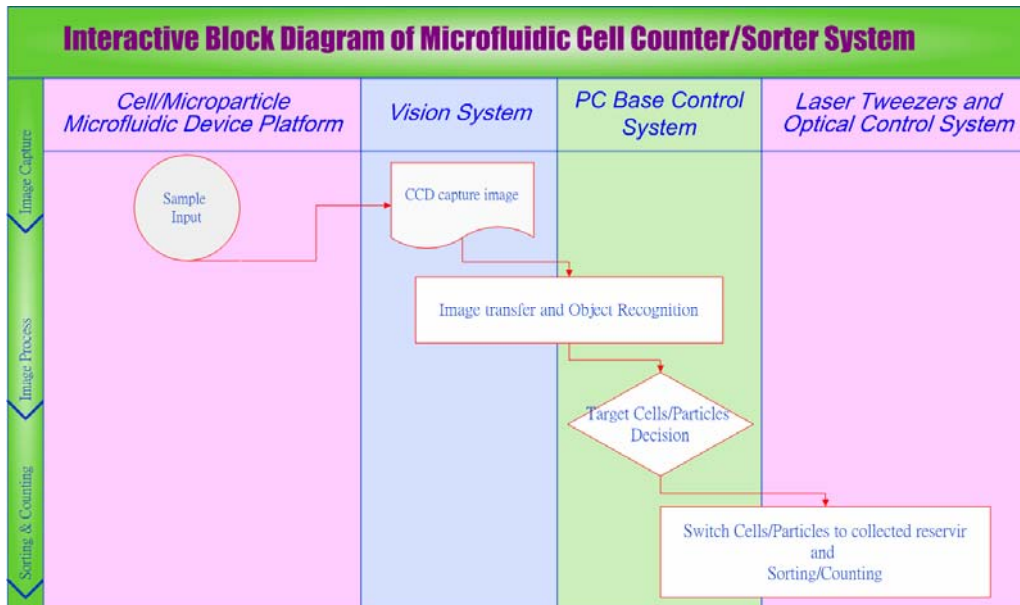 Interactive Block Diagram of Microfluidic Cell Counter/Sorter System
Cell/Microparticle
Microfluidic Device Platform
Vision System
PC Base Control
System
Laser Tweezers and
Optical Control System
Image Capture
Sample
Input
CCD capture image
Image Process
Image transfer and Object Recognition
Target Cells/Particles
Decision
Sorting & Counting
Switch Cells/Particles to collected reservir
and
Sorting/Counting